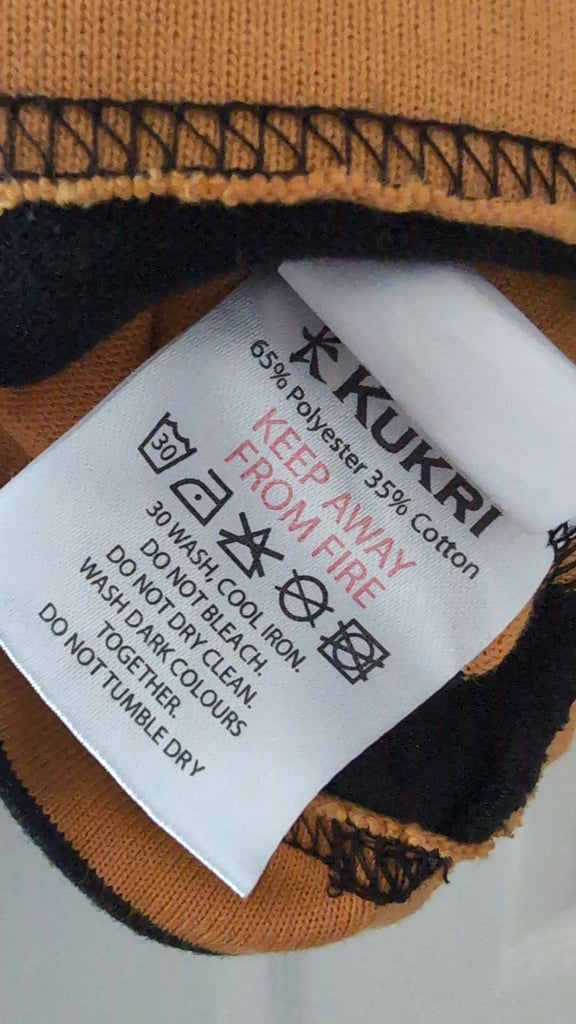 KUKRI
65% Polyester 35% Cotton
KEEP AWAY
FROM FIRE
30
30 WASH, COOL IRON.
DO NOT BLEACH.
DO NOT DRY CLEAN.
WASH DARK COLOURS
TOGETHER.
DO NOT TUMBLE DRY